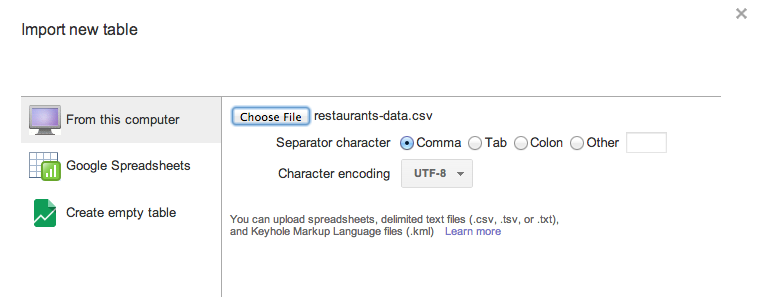 Import new table
From this computer
Google Spreadsheets
Create empty table
Choose File restaurants-data.csv
Separator character Comma Tab Colon Other
Character encoding UTF-8
You can upload spreadsheets, delimited text files (.csv, .tsv, or .txt),
and Keyhole Markup Language files (.kml) Learn more